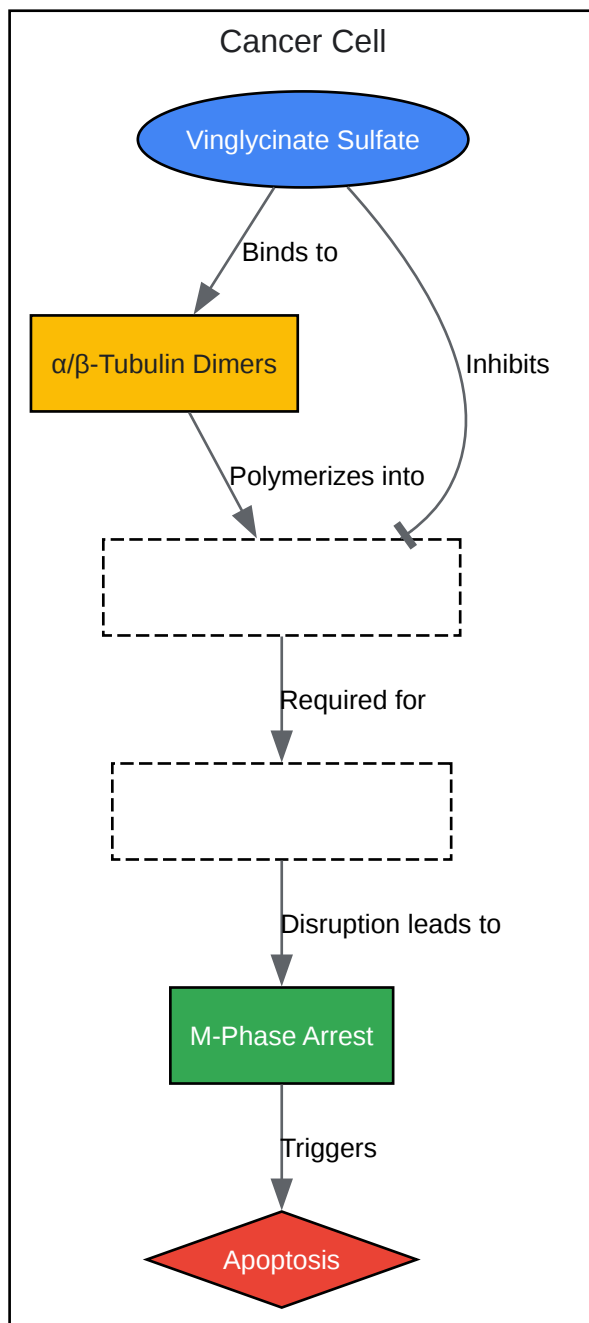 Cancer Cell
Vinglycinate Sulfate
Binds to
α/β-Tubulin Dimers
Inhibits
Polymerizes into
Required for
Disruption leads to
M-Phase Arrest
Triggers
Apoptosis